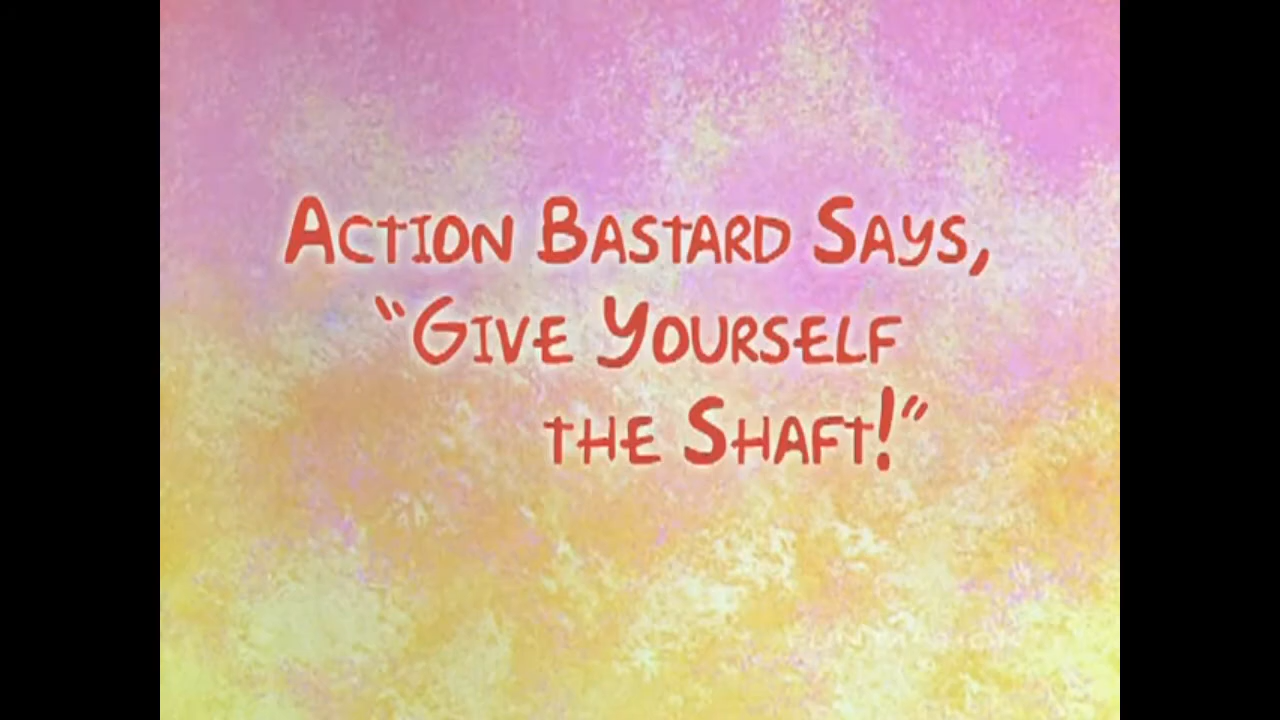 Action Bastard Says,
“Give Yourself
the Shaft!”